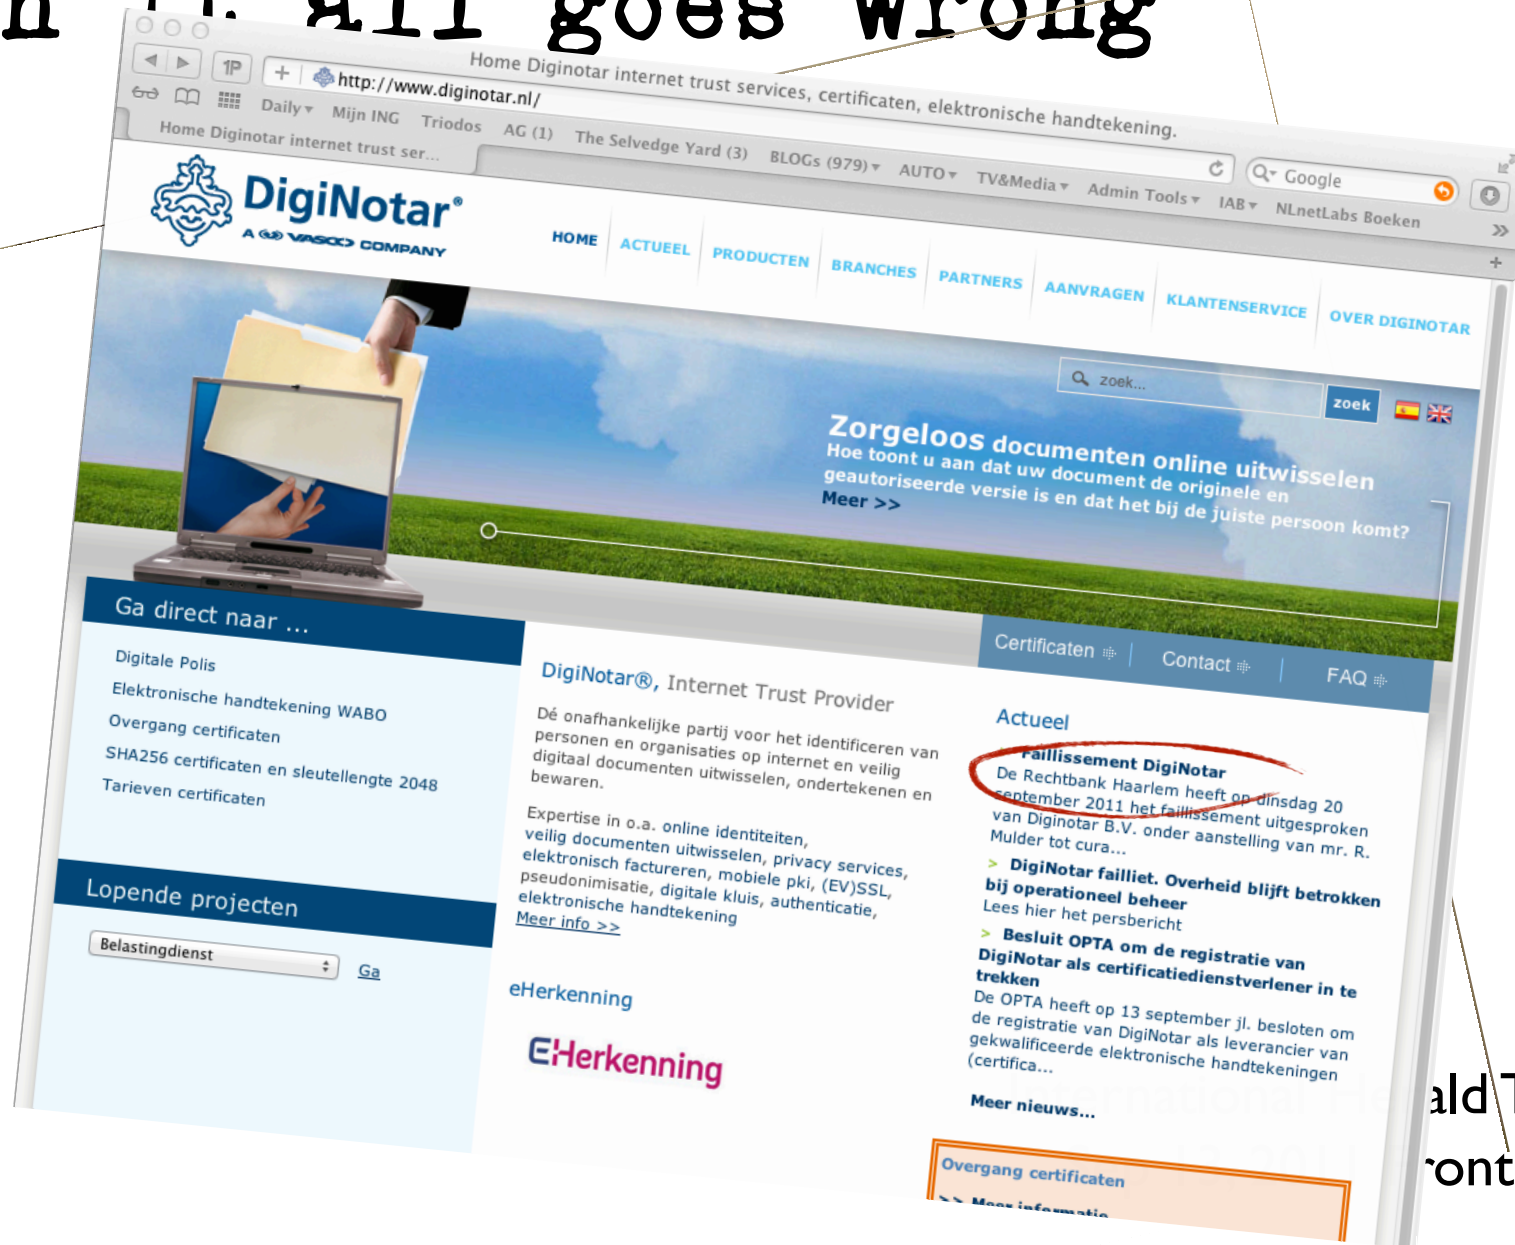 n it all goes wrong
Home Diginotar internet trust services, certificaten, elektronische handtekening.
1P
+
http://www.diginotar.nl/
Google
Daily Mijn ING Triodos AG (1) The Selvedge Yard (3) BLOGs (979) AUTO TV&Media Admin Tools IAB NLnetLabs Boeken >>
Home Diginotar internet trust ser...
+
DigiNotar®
A VASCO COMPANY
HOME ACTUEEL PRODUCTEN BRANCHES PARTNERS AANVRAGEN KLANTENSERVICE OVER DIGINOTAR
zoek...
zoek
Zorgeloos documenten online uitwisselen
Hoe toont u aan dat uw document de originele en
geautoriseerde versie is en dat het bij de juiste persoon komt?
Meer >>
Certificaten Contact FAQ
Ga direct naar ...
Digitale Polis
Elektronische handtekening WABO
Overgang certificaten
SHA256 certificaten en sleutellengte 2048
Tarieven certificaten
Lopende projecten
Belastingdienst
Ga
DigiNotar®, Internet Trust Provider
Dé onafhankelijke partij voor het identificeren van
personen en organisaties op internet en veilig
digitaal documenten uitwisselen, ondertekenen en
bewaren.
Expertise in o.a. online identiteiten,
veilig documenten uitwisselen, privacy services,
elektronisch factureren, mobiele pki, (EV)SSL,
pseudonimisatie, digitale kluis, authenticatie,
elektronische handtekening
Meer info >>
eHerkenning
EHerkenning
Actueel
Faillissement DigiNotar
De Rechtbank Haarlem heeft op dinsdag 20
september 2011 het faillissement uitgesproken
van Diginotar B.V. onder aanstelling van mr. R.
Mulder tot cura...
> DigiNotar failliet. Overheid blijft betrokken
bij operationeel beheer
Lees hier het persbericht
> Besluit OPTA om de registratie van
DigiNotar als certificatiedienstverlener in te
trekken
De OPTA heeft op 13 september jl. besloten om
de registratie van DigiNotar als leverancier van
gekwalificeerde elektronische handtekeningen
(certifica...
Meer nieuws...
Overgang certificaten
>> Meer informatie
International Herald T
13, 2011 ront